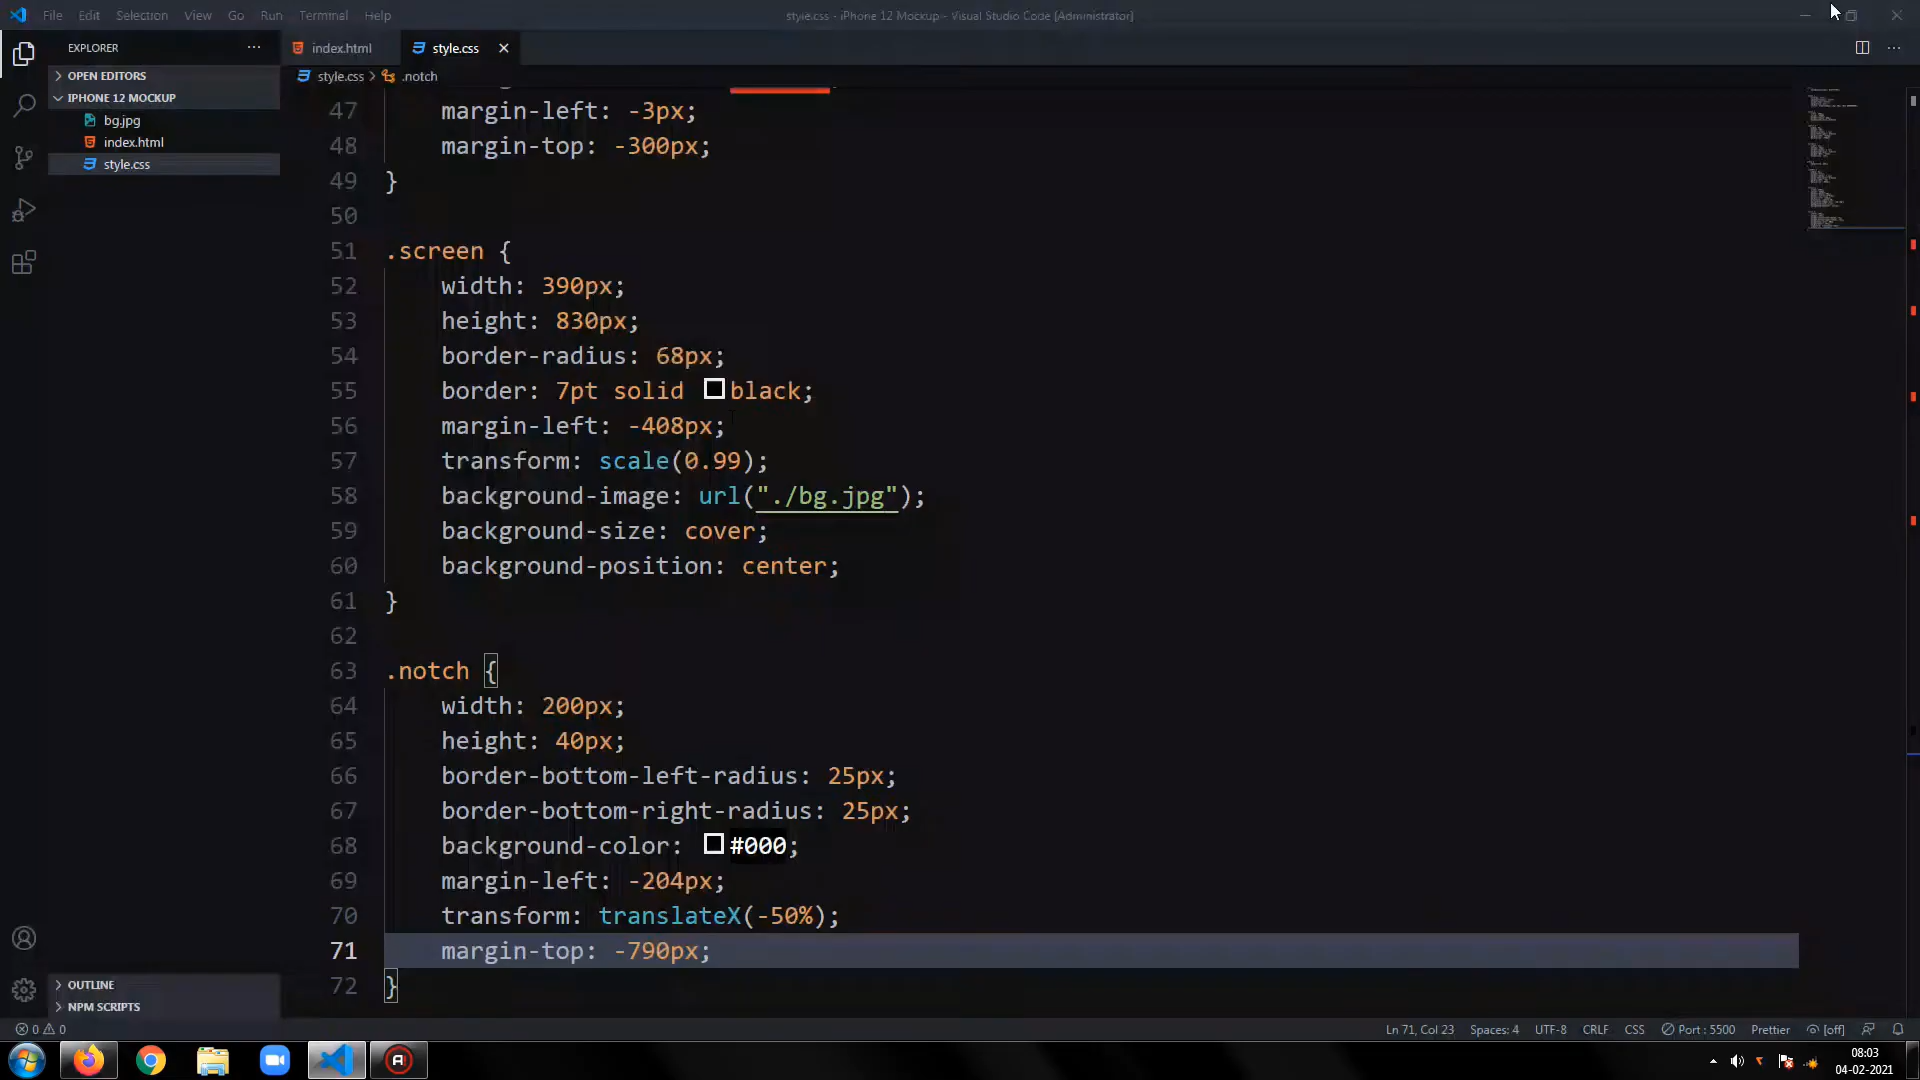 File Edit Selection View Go Run Terminal Help
style.css - iPhone 12 Mockup - Visual Studio Code [Administrator]
EXPLORER
index.html
style.css
OPEN EDITORS
IPHONE 12 MOCKUP
bg.jpg
index.html
style.css
style.css > .notch
47 margin-left: -3px;
48 margin-top: -300px;
49 }
50
51 .screen {
52 width: 390px;
53 height: 830px;
54 border-radius: 68px;
55 border: 7pt solid black;
56 margin-left: -408px;
57 transform: scale(0.99);
58 background-image: url("./bg.jpg");
59 background-size: cover;
60 background-position: center;
61 }
62
63 .notch {
64 width: 200px;
65 height: 40px;
66 border-bottom-left-radius: 25px;
67 border-bottom-right-radius: 25px;
68 background-color: #000;
69 margin-left: -204px;
70 transform: translateX(-50%);
71 margin-top: -790px;
72 }
OUTLINE
NPM SCRIPTS
0 0
Ln 71, Col 23 Spaces: 4 UTF-8 CRLF CSS Port : 5500 Prettier [off]
08:03
04-02-2021